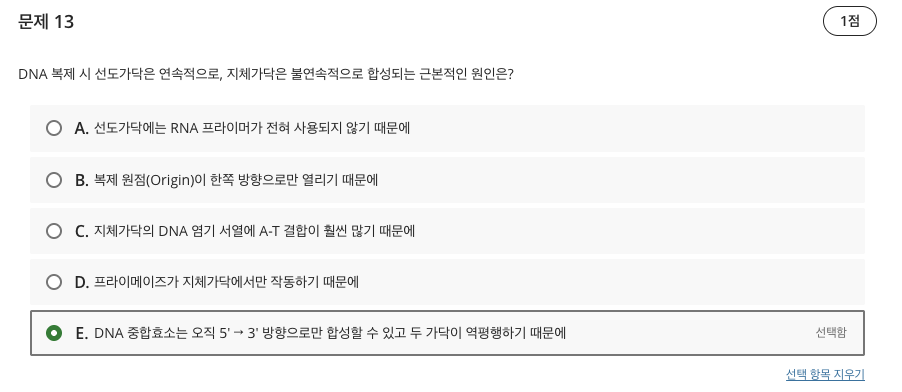 문제 13
1점
DNA 복제 시 선도가닥은 연속적으로, 지체가닥은 불연속적으로 합성되는 근본적인 원인은?
A. 선도가닥에는 RNA 프라이머가 전혀 사용되지 않기 때문에
B. 복제 원점(Origin)이 한쪽 방향으로만 열리기 때문에
C. 지체가닥의 DNA 염기 서열에 A-T 결합이 훨씬 많기 때문에
D. 프라이메이즈가 지체가닥에서만 작동하기 때문에
E. DNA 중합효소는 오직 5' → 3' 방향으로만 합성할 수 있고 두 가닥이 역평행하기 때문에 선택함
선택 항목 지우기